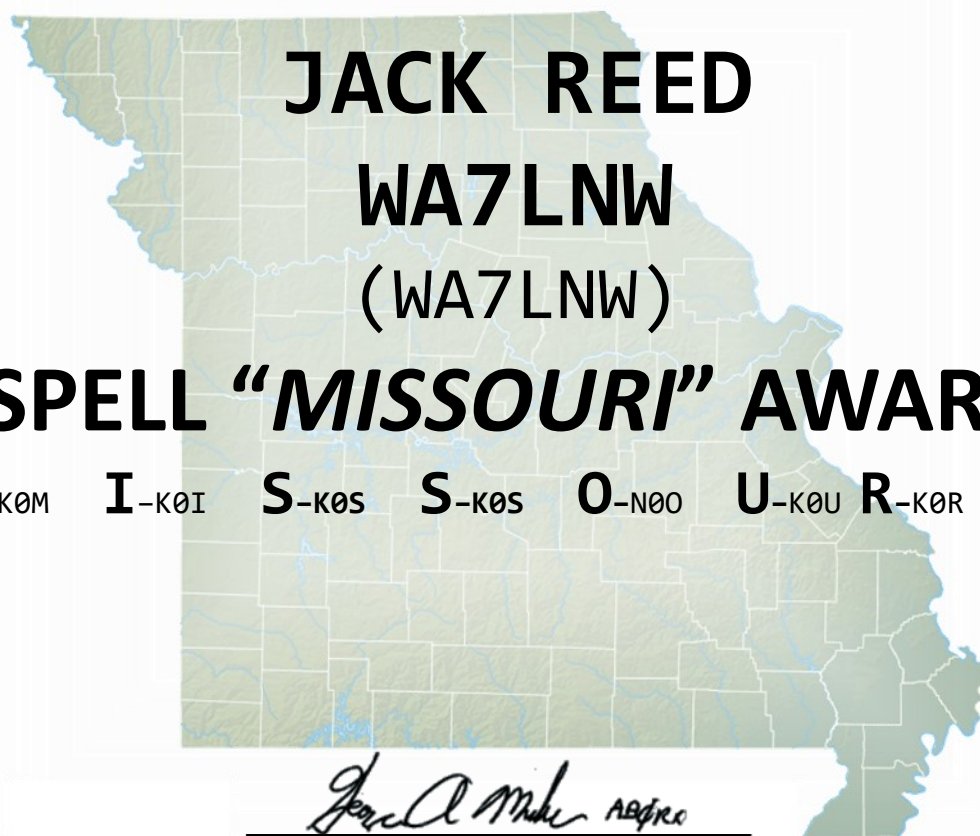 JACK REED
WA7LNW
(WA7LNW)
SPELL “MISSOURI” AWAR
K0M I-K0I S-K0S S-K0S O-N0O U-K0U R-K0R